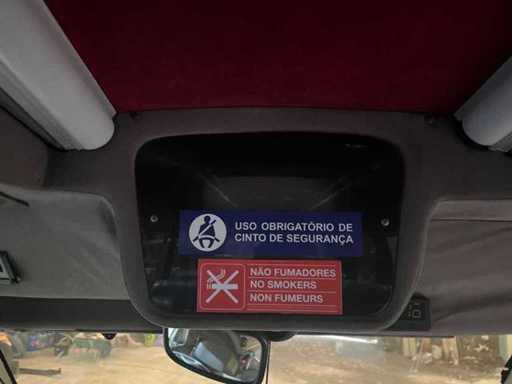 USO OBRIGATÓRIO DE
CINTO DE SEGURANÇA
NÃO FUMADORES
NO SMOKERS
NON FUMEURS